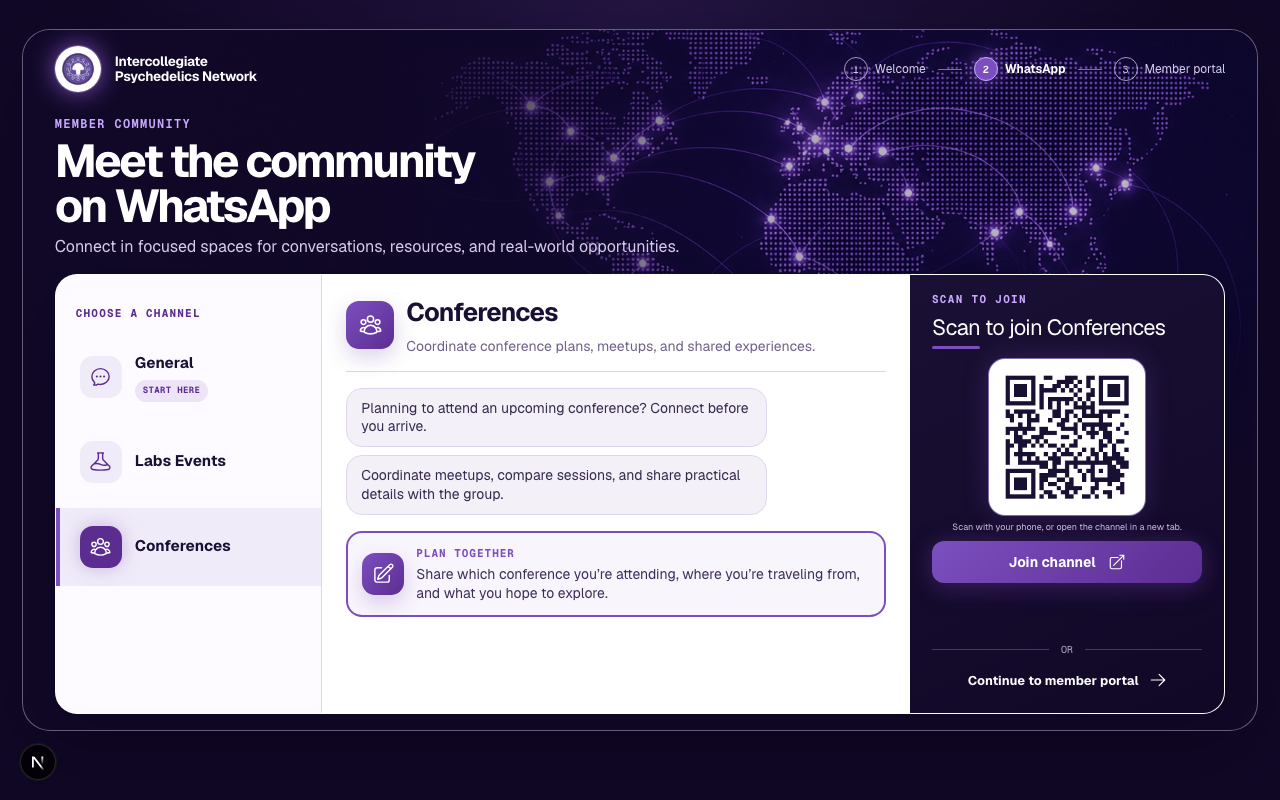 Intercollegiate
Psychedelics Network
1 Welcome
2 WhatsApp
3 Member portal
MEMBER COMMUNITY
Meet the community
on WhatsApp
Connect in focused spaces for conversations, resources, and real-world opportunities.
CHOOSE A CHANNEL
General
START HERE
Labs Events
Conferences
Conferences
Coordinate conference plans, meetups, and shared experiences.
Planning to attend an upcoming conference? Connect before
you arrive.
Coordinate meetups, compare sessions, and share practical
details with the group.
PLAN TOGETHER
Share which conference you’re attending, where you’re traveling from,
and what you hope to explore.
SCAN TO JOIN
Scan to join Conferences
Scan with your phone, or open the channel in a new tab.
Join channel
OR
Continue to member portal
N